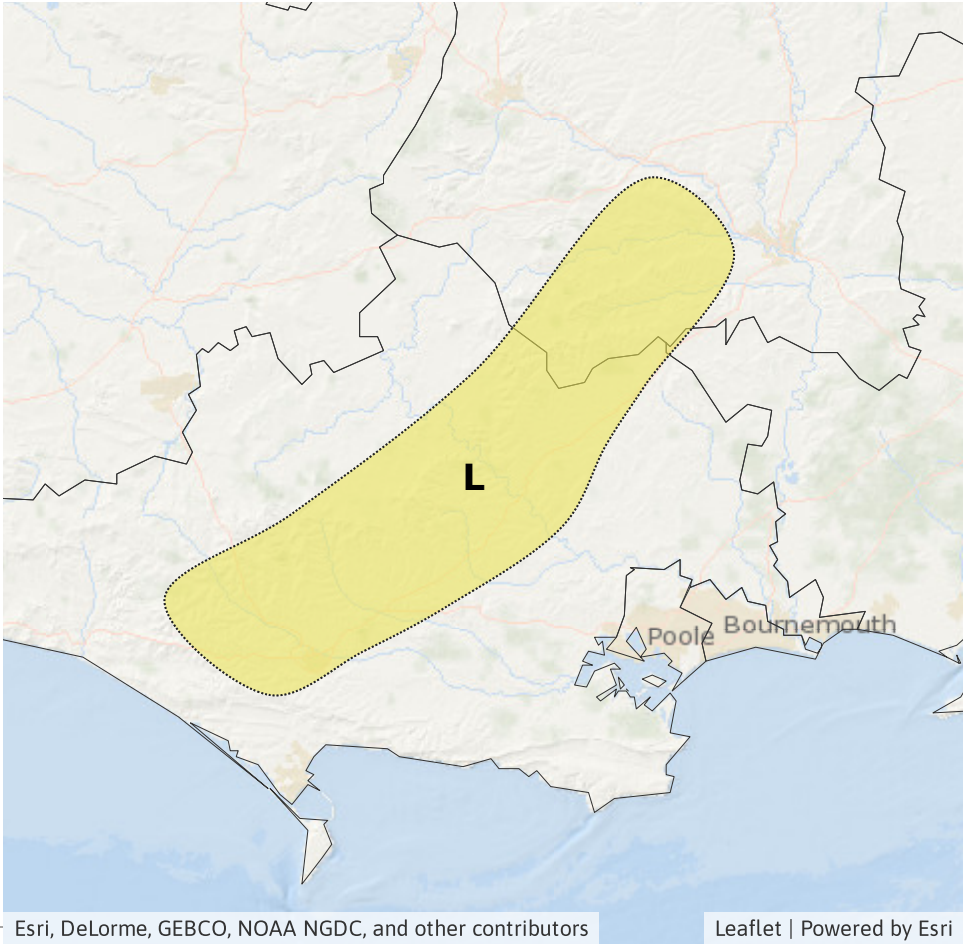 L
Poole
Bournemouth
Esri, DeLorme, GEBCO, NOAA NGDC, and other contributors
Leaflet | Powered by Esri